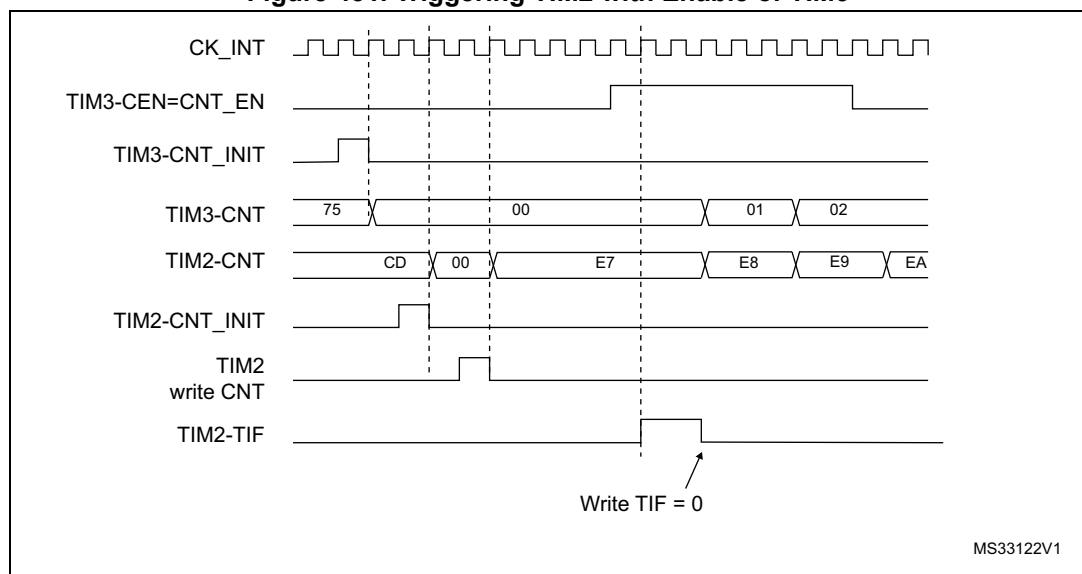 Figure 431. Triggering TIM2 with Enable of TIM3
CK_INT
TIM3-CEN=CNT_EN
TIM3-CNT_INIT
TIM3-CNT 75 00 01 02
TIM2-CNT CD 00 E7 E8 E9 EA
TIM2-CNT_INIT
TIM2
write CNT
TIM2-TIF
Write TIF = 0
MS33122V1